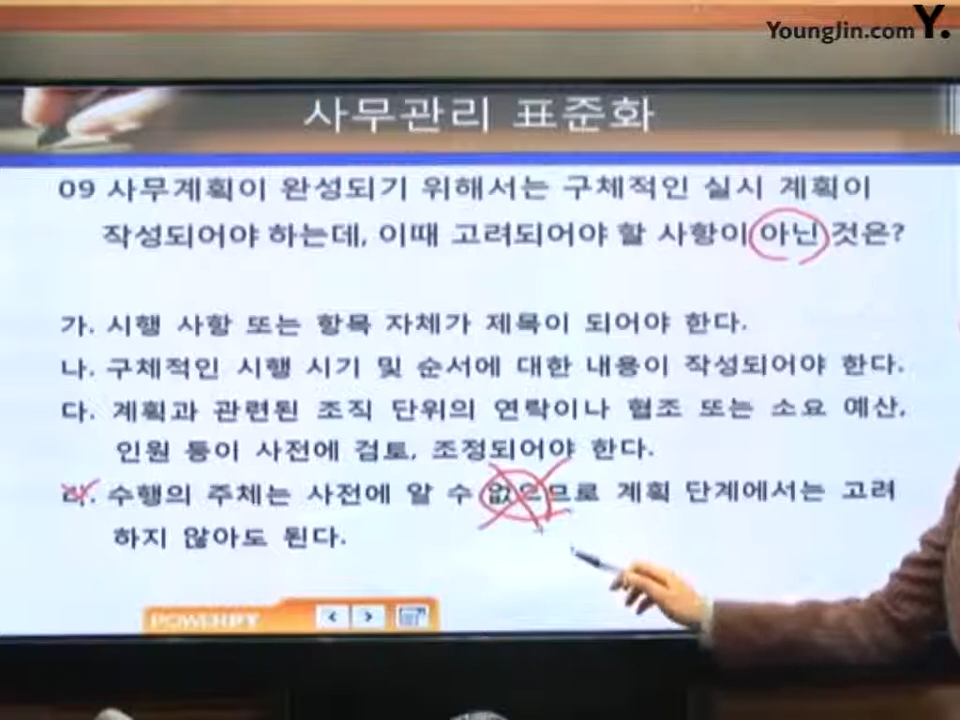 YoungJin.com Y.
사무관리 표준화
09 사무계획이 완성되기 위해서는 구체적인 실시 계획이
작성되어야 하는데, 이때 고려되어야 할 사항이 아닌 것은?
가. 시행 사항 또는 항목 자체가 제목이 되어야 한다.
나. 구체적인 시행 시기 및 순서에 대한 내용이 작성되어야 한다.
다. 계획과 관련된 조직 단위의 연락이나 협조 또는 소요 예산,
인원 등이 사전에 검토, 조정되어야 한다.
라. 수행의 주체는 사전에 알 수 없으므로 계획 단계에서는 고려
하지 않아도 된다.